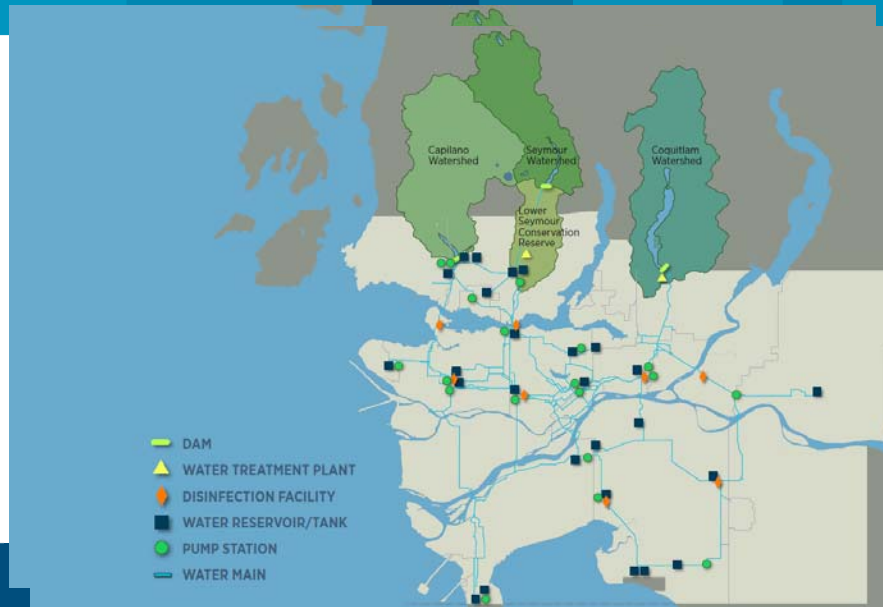 Capilano
Watershed
Seymour
Watershed
Coquitlam
Watershed
Lower
Seymour
Conservation
Reserve
DAM
WATER TREATMENT PLANT
DISINFECTION FACILITY
WATER RESERVOIR/TANK
PUMP STATION
WATER MAIN